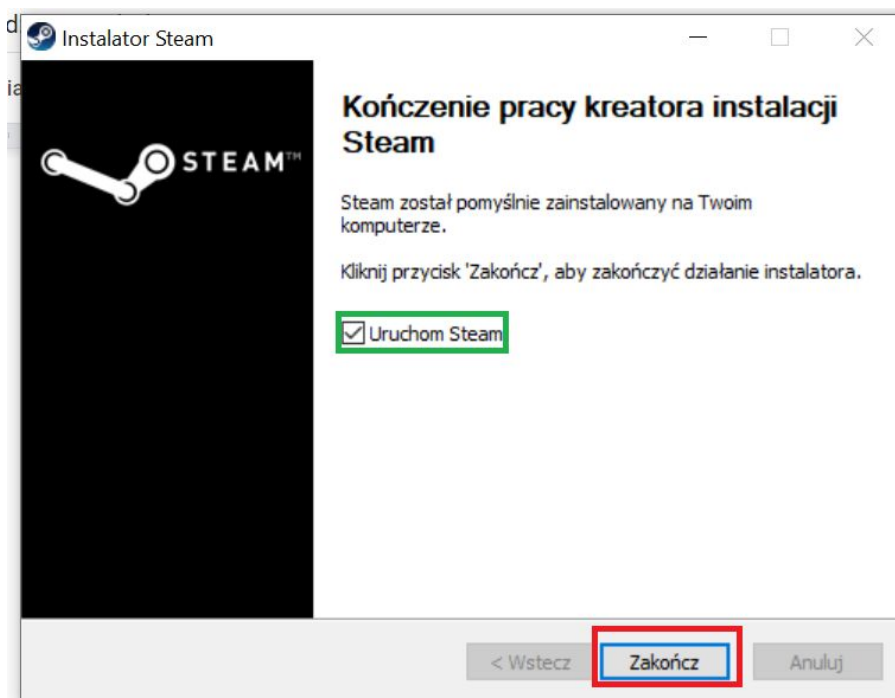 d
Instalator Steam
ia
STEAM™
Kończenie pracy kreatora instalacji
Steam
Steam został pomyślnie zainstalowany na Twoim
komputerze.
Kliknij przycisk 'Zakończ', aby zakończyć działanie instalatora.
Uruchom Steam
< Wstecz
Zakończ
Anuluj